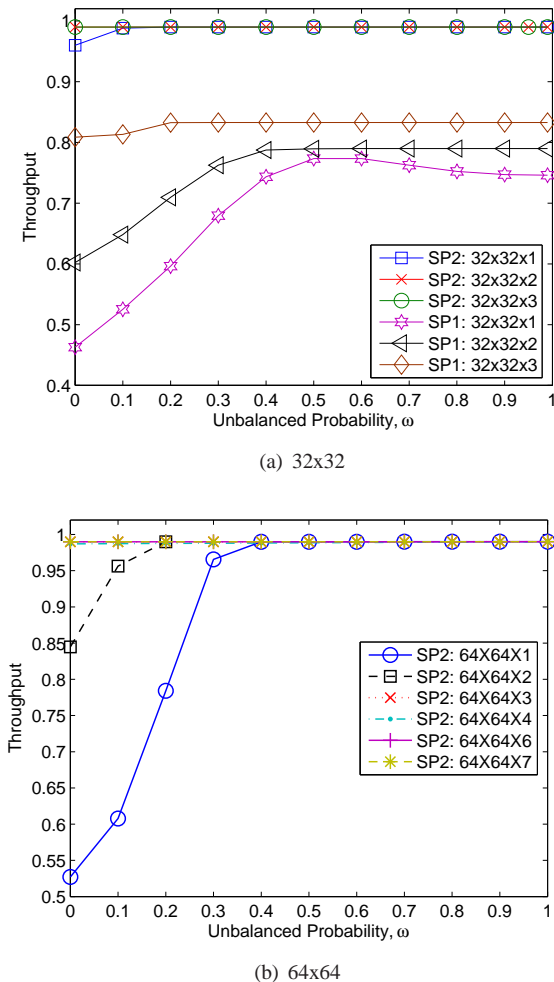 1
0.9
0.8
0.7
0.6
0.5
0.4
Throughput
0 0.1 0.2 0.3 0.4 0.5 0.6 0.7 0.8 0.9 1
Unbalanced Probability, ω
SP2: 32x32x1
SP2: 32x32x2
SP2: 32x32x3
SP1: 32x32x1
SP1: 32x32x2
SP1: 32x32x3
(a) 32x32
1
0.95
0.9
0.85
0.8
0.75
0.7
0.65
0.6
0.55
0.5
Throughput
0 0.1 0.2 0.3 0.4 0.5 0.6 0.7 0.8 0.9 1
Unbalanced Probability, ω
SP2: 64X64X1
SP2: 64X64X2
SP2: 64X64X3
SP2: 64X64X4
SP2: 64X64X6
SP2: 64X64X7
(b) 64x64